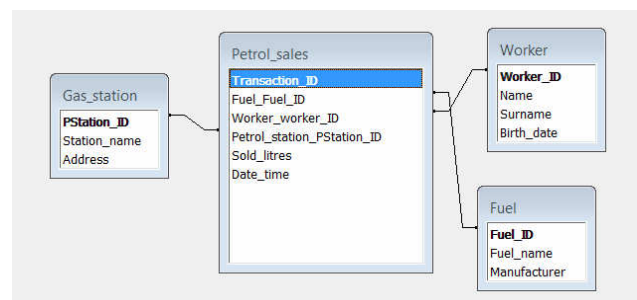 Gas_station
PStation_ID
Station_name
Address
Petrol_sales
Transaction_ID
Fuel_Fuel_ID
Worker_worker_ID
Petrol_station_PStation_ID
Sold_litres
Date_time
Worker
Worker_ID
Name
Surname
Birth_date
Fuel
Fuel_ID
Fuel_name
Manufacturer